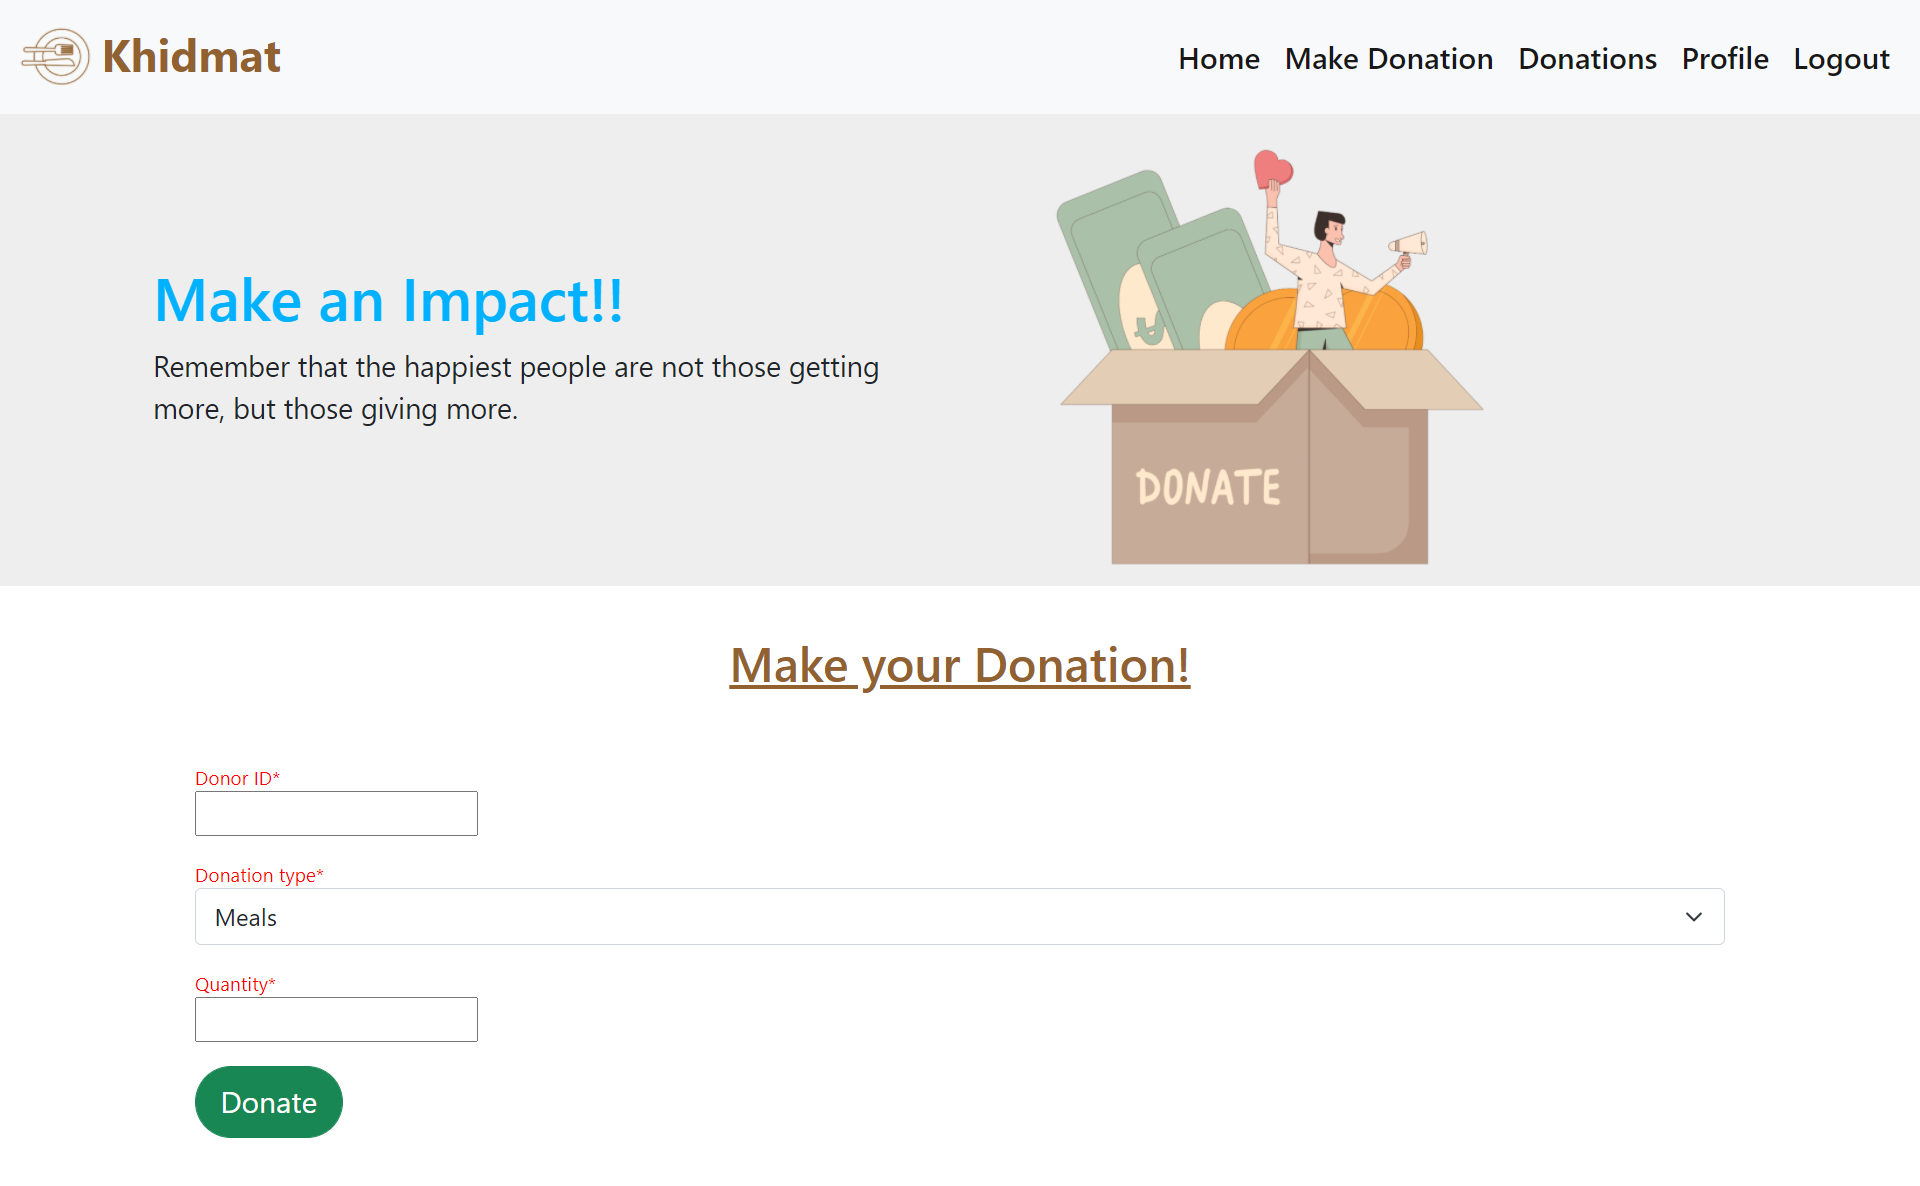 Khidmat
Home Make Donation Donations Profile Logout
Make an Impact!!
Remember that the happiest people are not those getting
more, but those giving more.
DONATE
Make your Donation!
Donor ID*
Donation type*
Meals
Quantity*
Donate